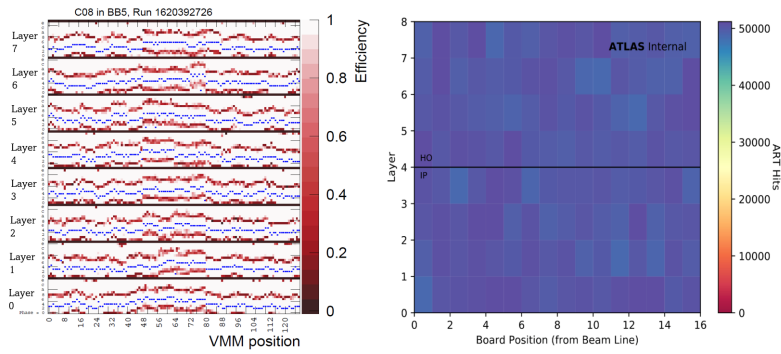 C08 in BB5, Run 1620392726
Layer 7
Layer 6
Layer 5
Layer 4
Layer 3
Layer 2
Layer 1
Layer 0
Phase
0 8 16 24 32 40 48 56 64 72 80 88 96 104 112 120
VMM position
1
0.8
0.6
0.4
0.2
0
Efficiency
ATLAS Internal
HO
IP
8
7
6
5
4
3
2
1
0
Layer
0 2 4 6 8 10 12 14 16
Board Position (from Beam Line)
50000
40000
30000
20000
10000
0
ART Hits